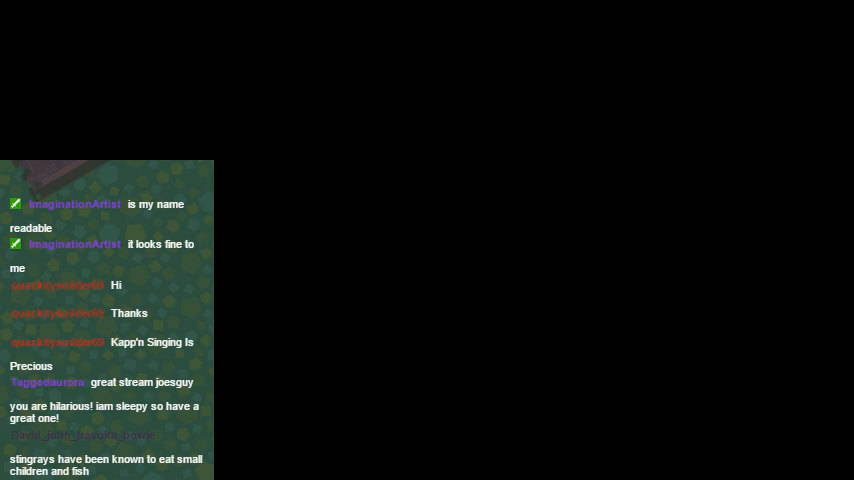 ImaginationArtist is my name
readable
ImaginationArtist it looks fine to
me
Hi
Thanks
Kapp'n Singing Is
Precious
Taggedaurora great stream joesguy
you are hilarious! iam sleepy so have a
great one!
David_john_travolta_bowie
stingrays have been known to eat small
children and fish